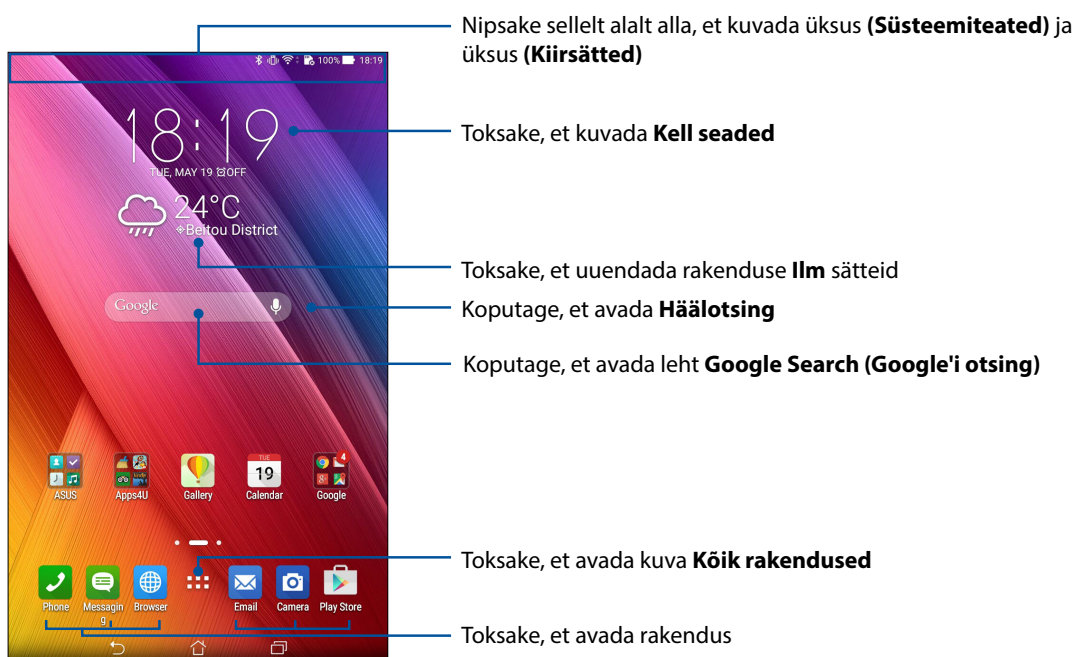 Nipsake sellelt alalt alla, et kuvada üksus (Süsteemiteated) ja
üksus (Kiirsätted)
100% 18:19
18:19
TUE, MAY 19 OFF
Toksake, et kuvada Kell seaded
24°C
Beitou District
Toksake, et uuendada rakenduse Ilm sätteid
Google
Koputage, et avada Häälotsing
Koputage, et avada leht Google Search (Google'i otsing)
4
TUE
19
ASUS Apps4U Gallery Calendar Google
Toksake, et avada kuva Kõik rakendused
Phone Messagin Browser Email Camera Play Store
g
Toksake, et avada rakendus